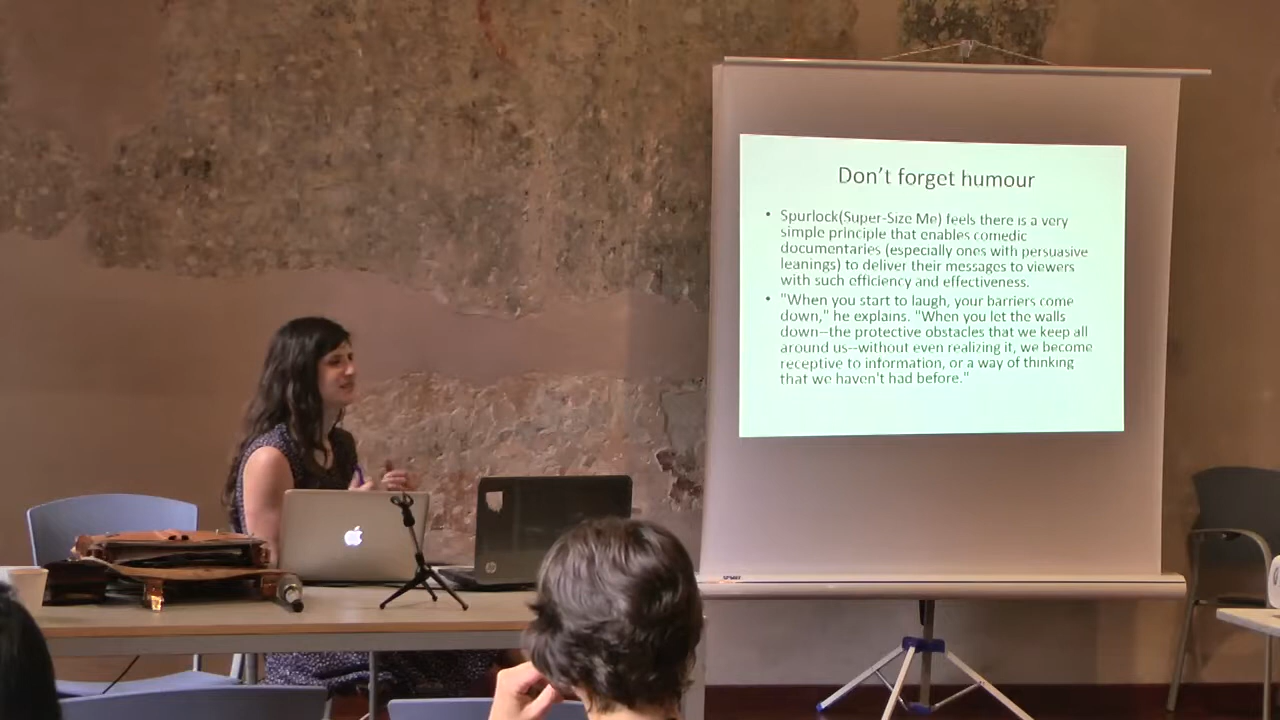 Don't forget humour
• Spurlock(Super-Size Me) feels there is a very
simple principle that enables comedic
documentaries (especially ones with persuasive
leanings) to deliver their messages to viewers
with such efficiency and effectiveness.
• "When you start to laugh, your barriers come
down," he explains. "When you let the walls
down--the protective obstacles that we keep all
around us--without even realizing it, we become
receptive to information, or a way of thinking
that we haven't had before."
hp